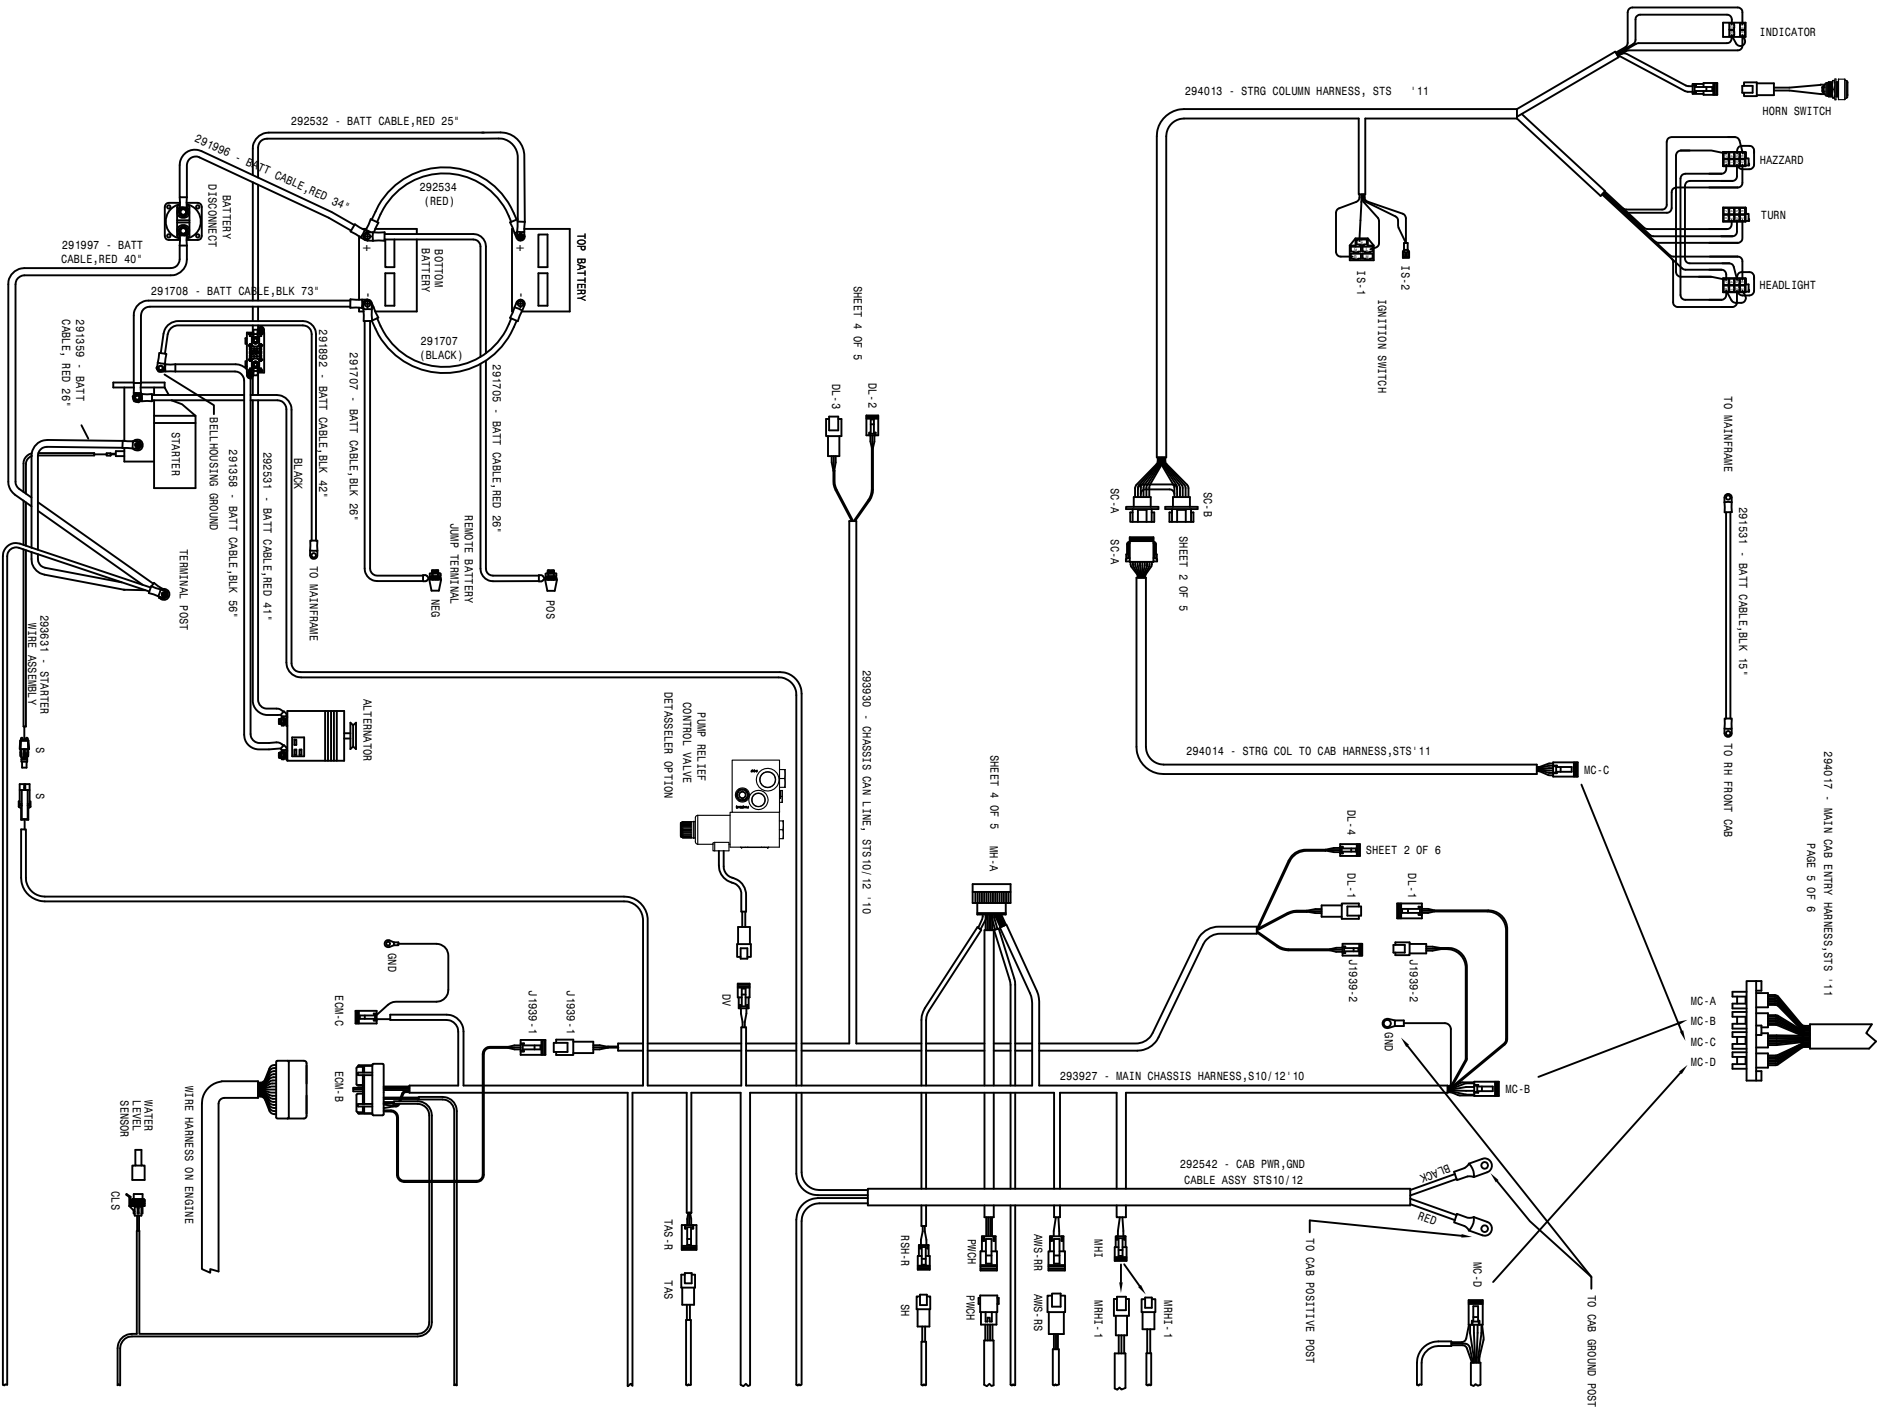 INDICATOR
HORN SWITCH
HAZZARD
TURN
HEADLIGHT
294013 - STRG COLUMN HARNESS, STS '11
IS-1
IS-2
IGNITION SWITCH
292532 - BATT CABLE,RED 25"
291996 - BATT CABLE,RED 34"
BATTERY
DISCONNECT
292534
(RED)
291997 - BATT
CABLE,RED 40"
+
-
BOTTOM
BATTERY
+
-
TOP BATTERY
291708 - BATT CABLE,BLK 73"
291707
(BLACK)
291359 - BATT
CABLE, RED 26"
STARTER
BELLHOUSING GROUND
291358 - BATT CABLE,BLK 56"
292531 - BATT CABLE,RED 41"
BLACK
291892 - BATT CABLE,BLK 42"
TO MAINFRAME
291707 - BATT CABLE,BLK 26"
291705 - BATT CABLE,RED 26"
REMOTE BATTERY
JUMP TERMINAL
NEG
POS
TERMINAL POST
293631 - STARTER
WIRE ASSEMBLY
S
S
ALTERNATOR
SHEET 4 OF 5
DL-3
DL-2
293930 - CHASSIS CAN LINE, STS10/12 '10
SC-A
SC-B
SC-A
SHEET 2 OF 5
294014 - STRG COL TO CAB HARNESS,STS'11
MC-C
TO MAINFRAME
291531 - BATT CABLE,BLK 15"
TO RH FRONT CAB
294017 - MAIN CAB ENTRY HARNESS,STS '11
PAGE 5 OF 6
MC-A
MC-B
MC-C
MC-D
PUMP RELIEF
CONTROL VALVE
DETASSELER OPTION
SHEET 4 OF 5 MH-A
DL-4
SHEET 2 OF 6
DL-1
DL-1
J1939-2
J1939-2
GND
MC-B
GND
ECM-C
ECM-B
J1939-1
J1939-1
DV
293927 - MAIN CHASSIS HARNESS,S10/12'10
WATER
LEVEL
SENSOR
CLS
WIRE HARNESS ON ENGINE
292542 - CAB PWR,GND
CABLE ASSY STS10/12
BLACK
RED
TO CAB POSITIVE POST
TO CAB GROUND POST
MC-D
TAS-R
TAS
RSH-R
SH
PWCH
PWCH
AWS-RR
AWS-RS
MHI
MRHI-1
MRHI-1